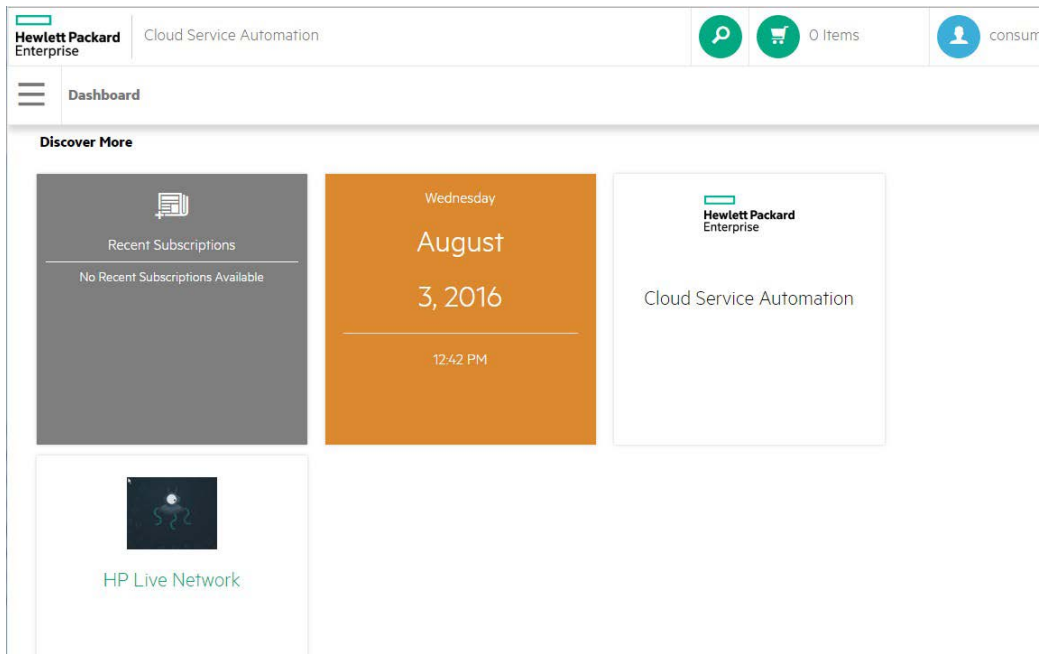 Hewlett Packard
Enterprise
Cloud Service Automation
0 Items
Dashboard
Discover More
Recent Subscriptions
No Recent Subscriptions Available
Wednesday
August
3, 2016
12:42 PM
Hewlett Packard
Enterprise
Cloud Service Automation
HP Live Network